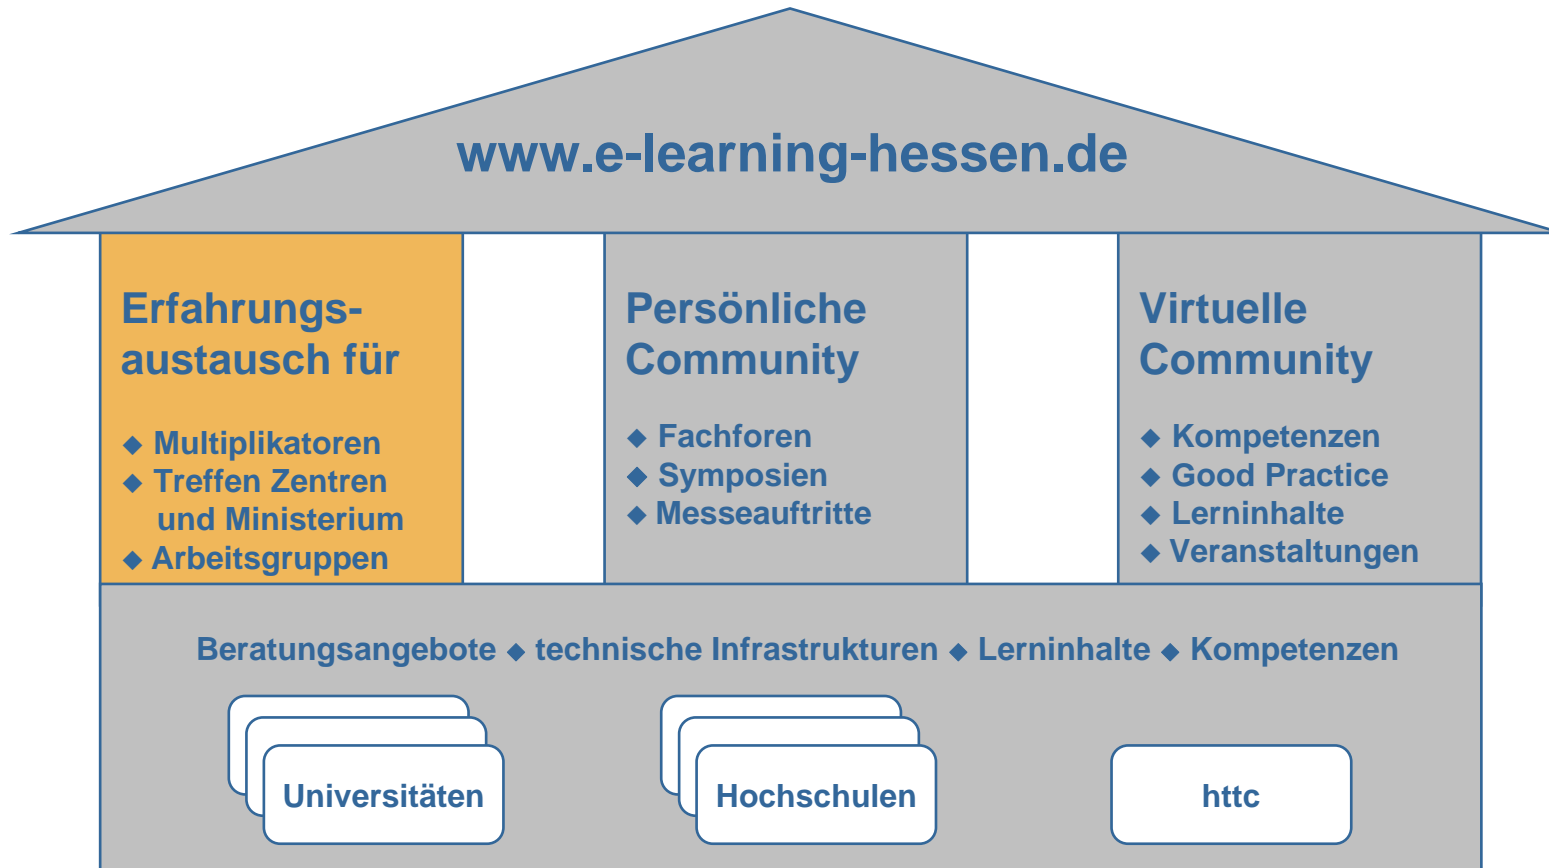 www.e-learning-hessen.de
Erfahrungs-
austausch für
◆ Multiplikatoren
◆ Treffen Zentren
und Ministerium
◆ Arbeitsgruppen
Persönliche
Community
◆ Fachforen
◆ Symposien
◆ Messeauftritte
Virtuelle
Community
◆ Kompetenzen
◆ Good Practice
◆ Lerninhalte
◆ Veranstaltungen
Beratungsangebote ◆ technische Infrastrukturen ◆ Lerninhalte ◆ Kompetenzen
Universitäten
Hochschulen
httc